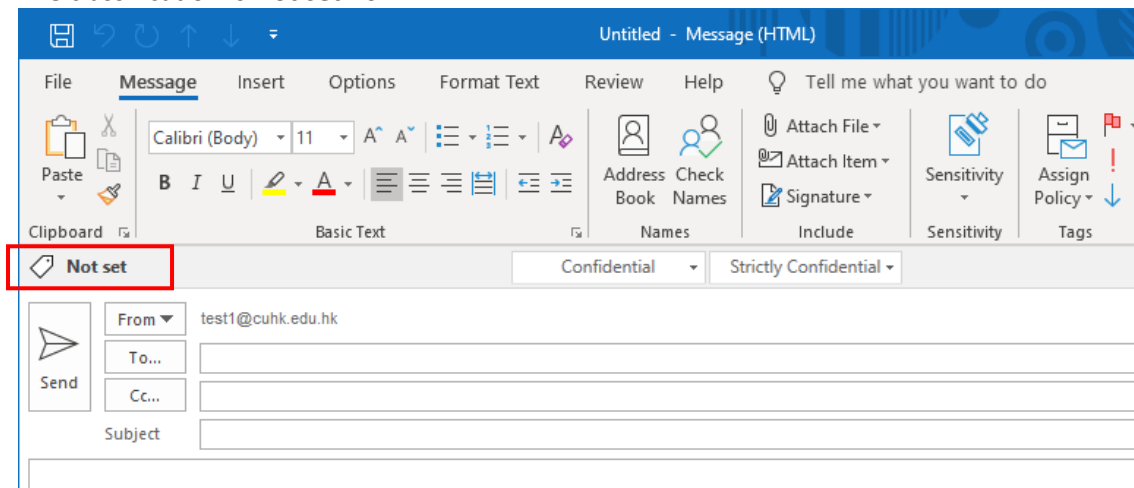 Untitled - Message (HTML)
File Message Insert Options Format Text Review Help Tell me what you want to do
Calibri (Body) 11 A^ A˅ A Attach File
Paste B I U A Address Check Attach Item Sensitivity Assign
Book Names Signature Policy
Clipboard Basic Text Names Include Sensitivity Tags
Not set Confidential Strictly Confidential
From test1@cuhk.edu.hk
To...
Send
Cc...
Subject